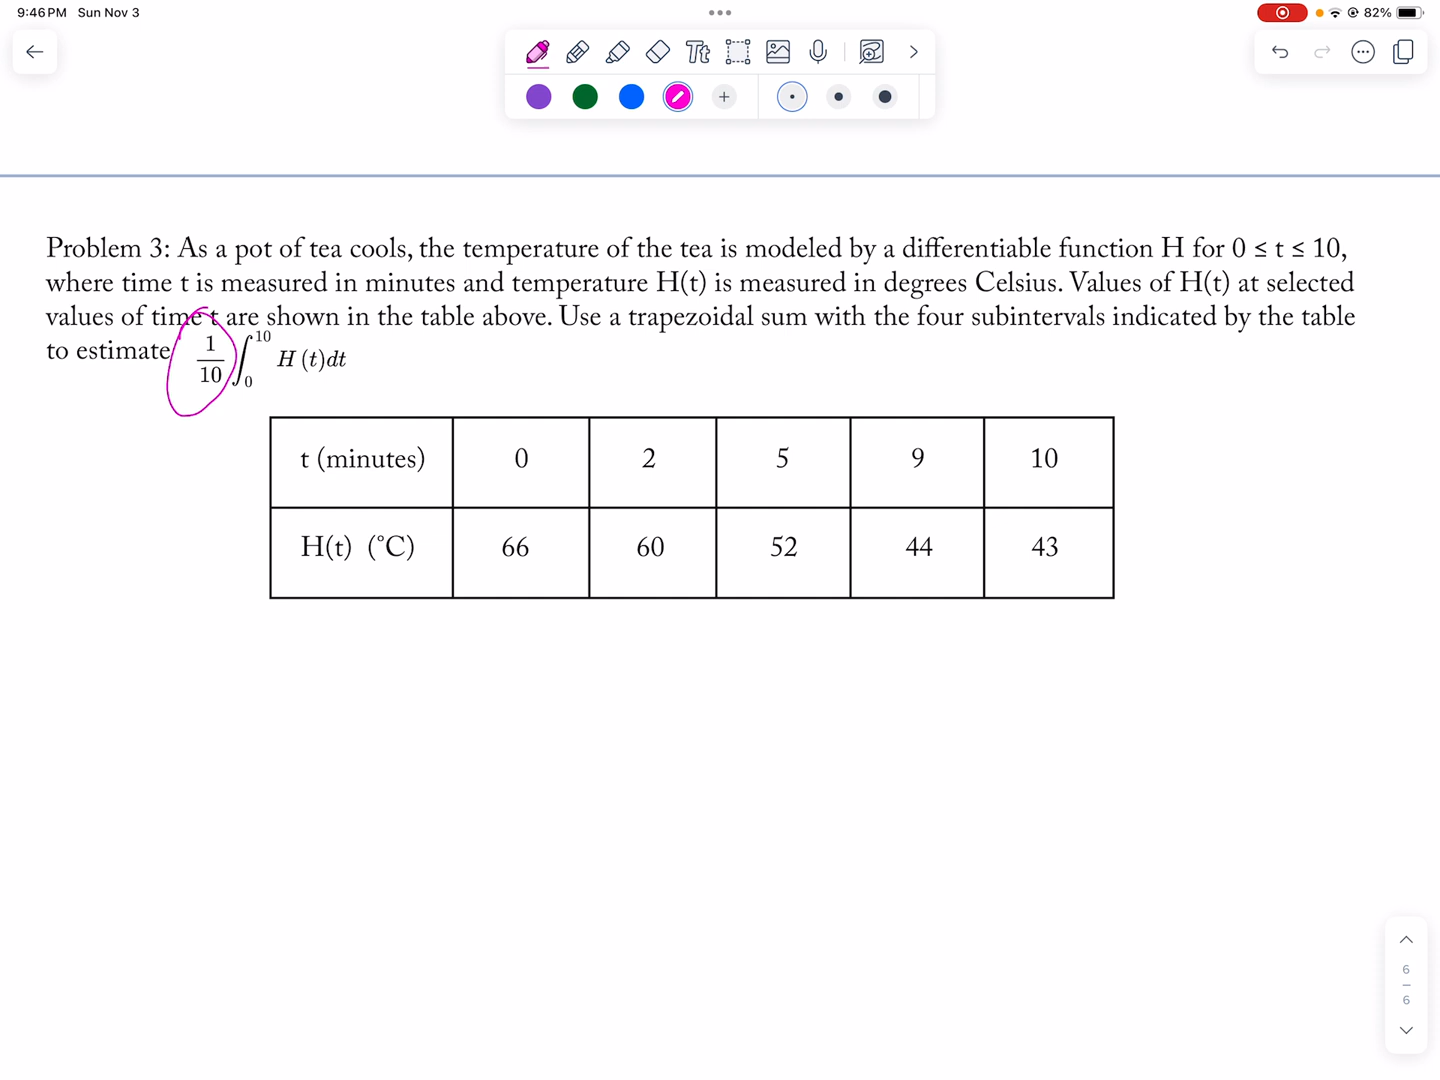 9:46 PM Sun Nov 3
82%
Tt
Problem 3: As a pot of tea cools, the temperature of the tea is modeled by a differentiable function H for 0 ≤ t ≤ 10,
where time t is measured in minutes and temperature H(t) is measured in degrees Celsius. Values of H(t) at selected
values of time t are shown in the table above. Use a trapezoidal sum with the four subintervals indicated by the table
to estimate 1/10 ∫₀¹⁰ H (t)dt
t (minutes) 0 2 5 9 10
H(t) (°C) 66 60 52 44 43
6
6